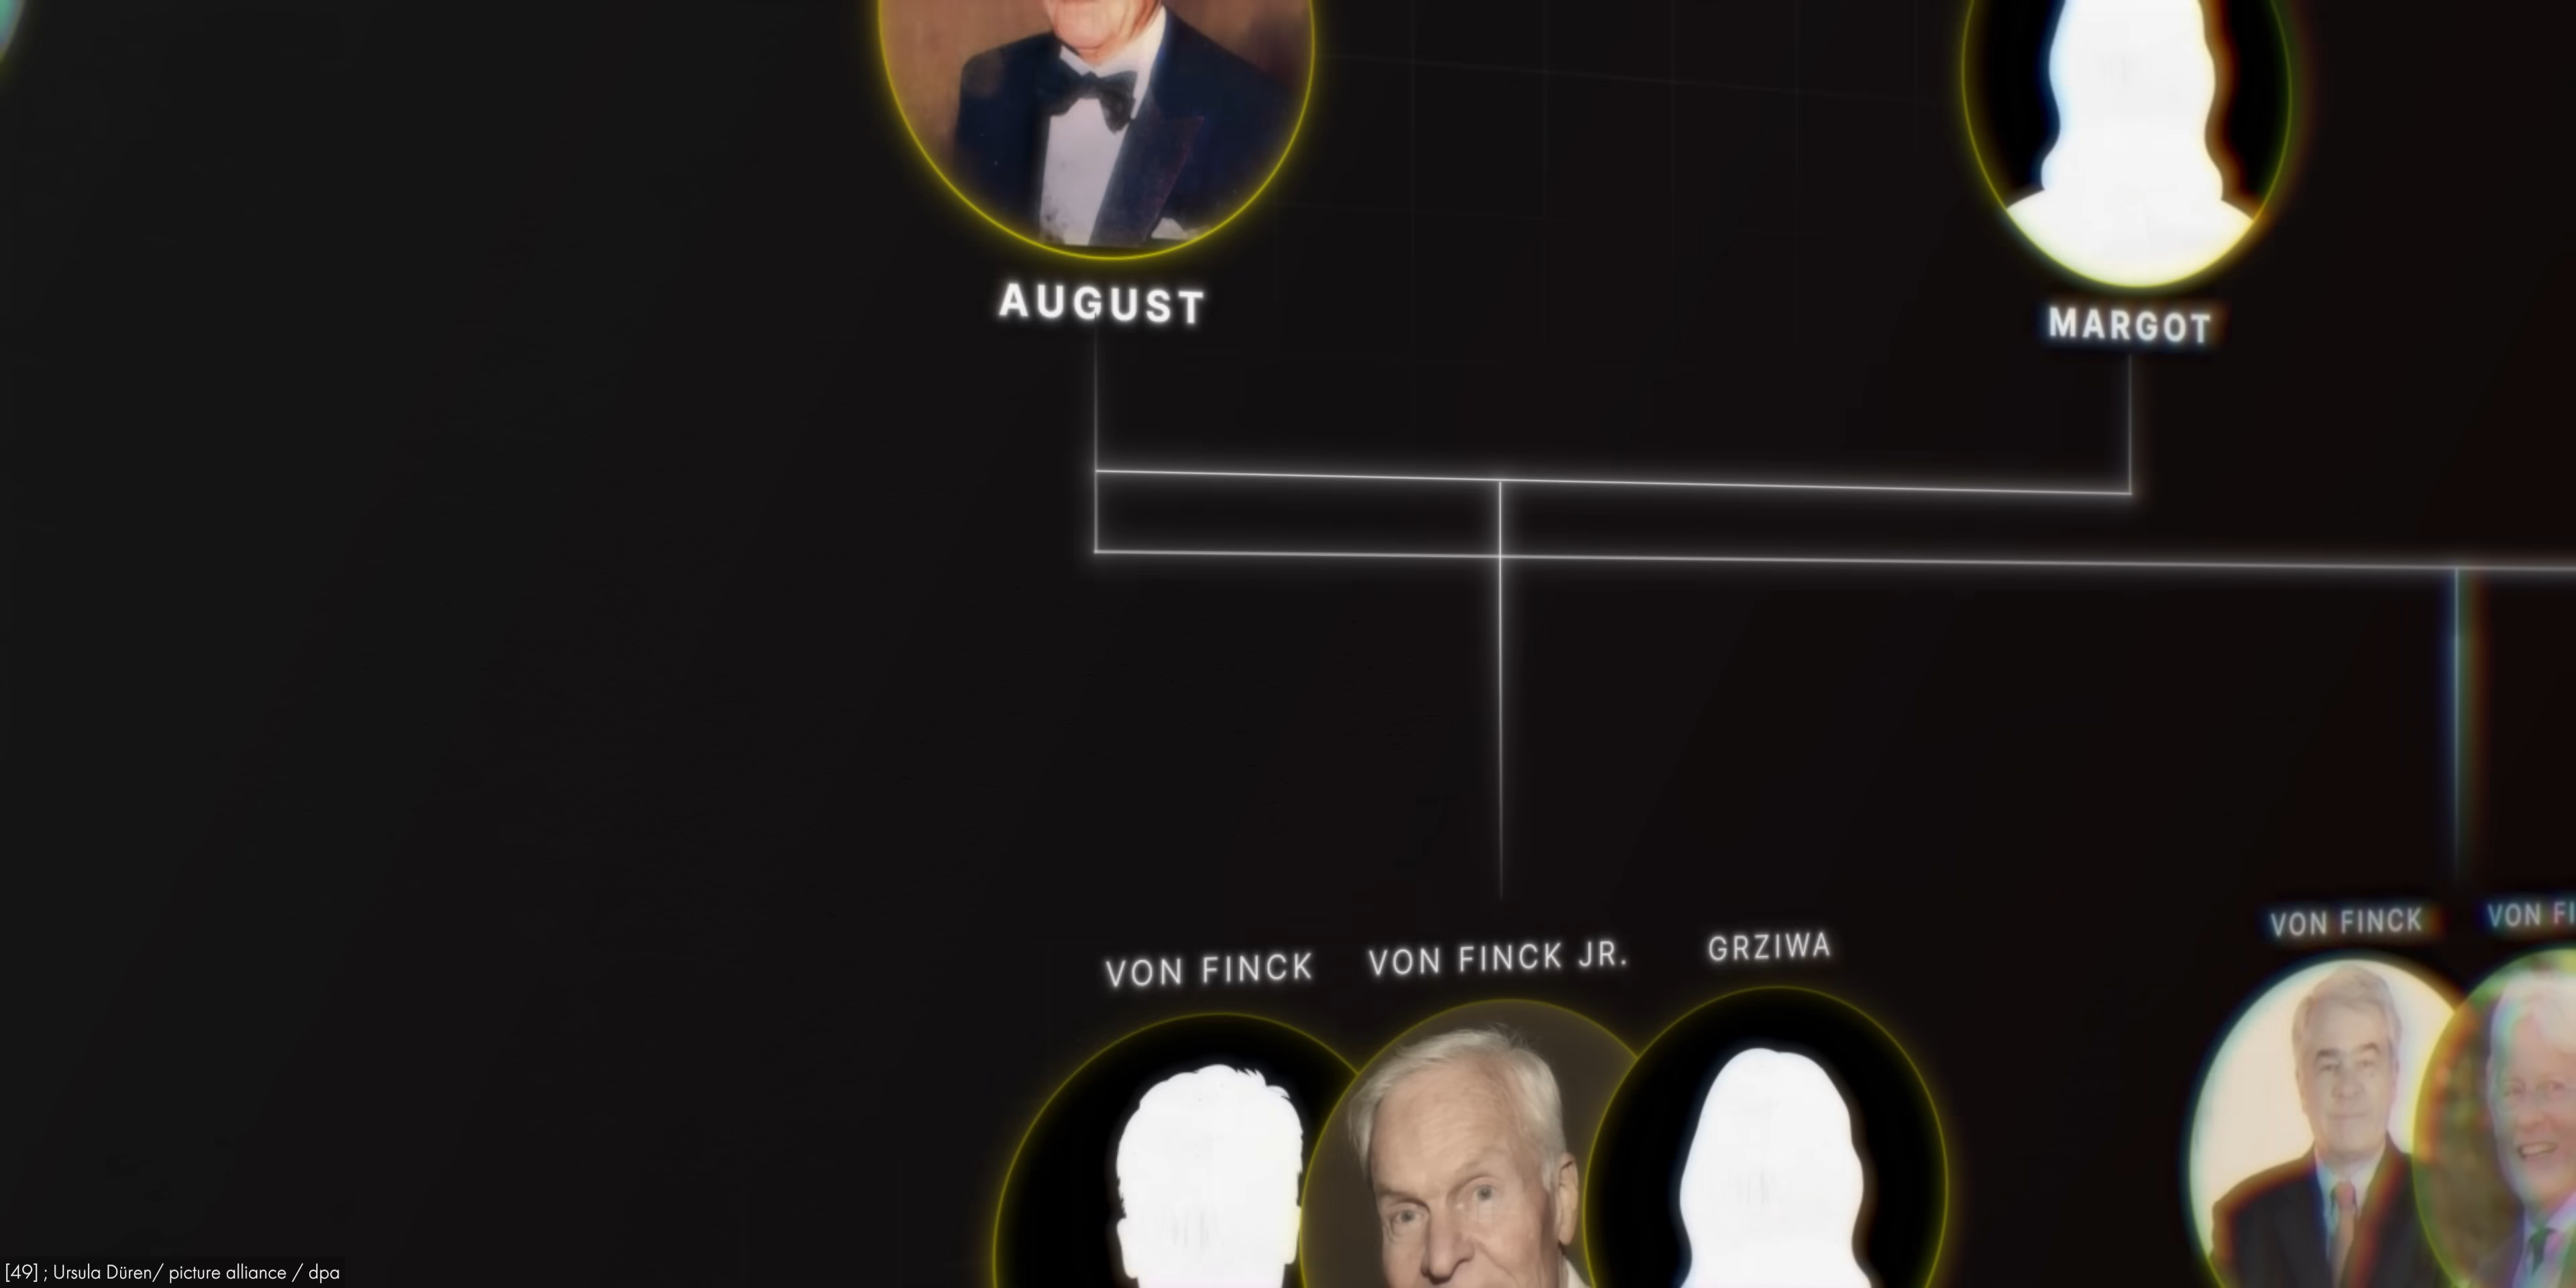 AUGUST
MARGOT
VON FINCK
VON FINCK JR.
GRZIWA
VON FINCK
VON FI
[49] ; Ursula Düren/ picture alliance / dpa